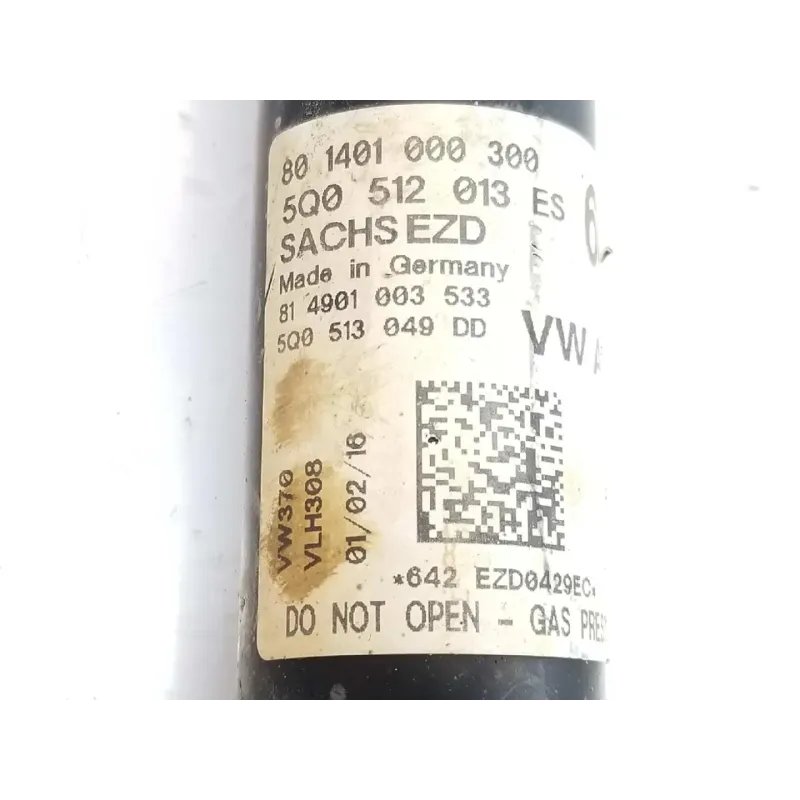 80 1401 000 300
5Q0 512 013 ES
SACHS EZD
Made in Germany
81 4901 003 533
5Q0 513 049 DD
VW
VW370
VLH308
01/02/16
*642 EZD0429EC*
DO NOT OPEN - GAS